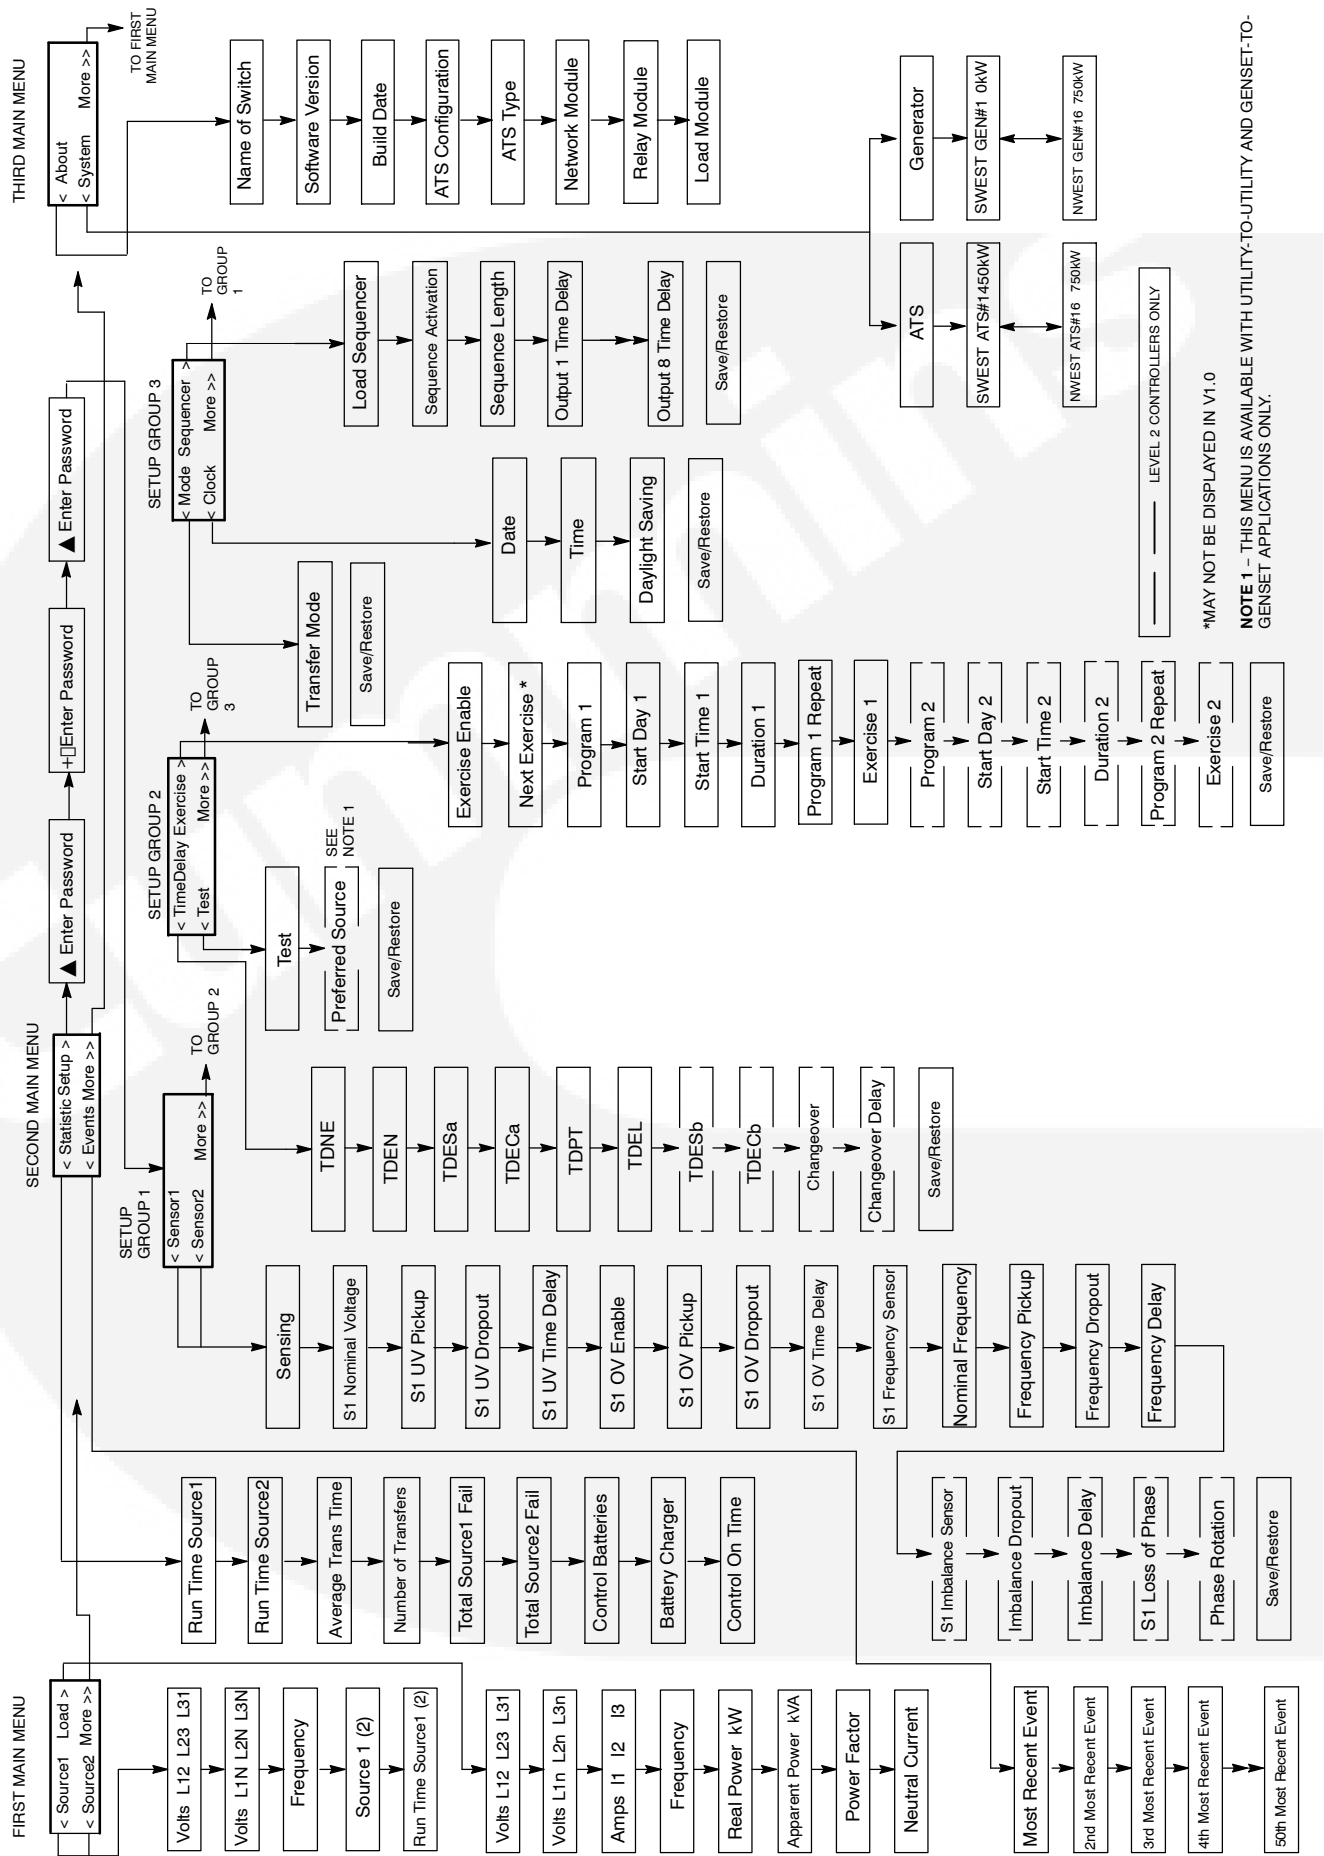 FIRST MAIN MENU
< Source1 Load >
< Source2 More >>
Volts L12 L23 L31
Volts L1N L2N L3N
Frequency
Source 1 (2)
Run Time Source1 (2)
Volts L12 L23 L31
Volts L1n L2n L3n
Amps I1 I2 I3
Frequency
Real Power kW
Apparent Power kVA
Power Factor
Neutral Current
SECOND MAIN MENU
< Statistic Setup >
< Events More >>
Run Time Source1
Run Time Source2
Average Trans Time
Number of Transfers
Total Source1 Fail
Total Source2 Fail
Control Batteries
Battery Charger
Control On Time
Most Recent Event
2nd Most Recent Event
3rd Most Recent Event
4th Most Recent Event
50th Most Recent Event
▲ Enter Password
+▯Enter Password
▲ Enter Password
SETUP
GROUP 1
< Sensor1
< Sensor2 More >>
TO
GROUP 2
Sensing
S1 Nominal Voltage
S1 UV Pickup
S1 UV Dropout
S1 UV Time Delay
S1 OV Enable
S1 OV Pickup
S1 OV Dropout
S1 OV Time Delay
S1 Frequency Sensor
Nominal Frequency
Frequency Pickup
Frequency Dropout
Frequency Delay
S1 Imbalance Sensor
Imbalance Dropout
Imbalance Delay
S1 Loss of Phase
Phase Rotation
Save/Restore
SETUP GROUP 2
< TimeDelay Exercise >
< Test More >>
TO
GROUP
3
TDNE
TDEN
TDESa
TDECa
TDPT
TDEL
TDESb
TDECb
Changeover
Changeover Delay
Save/Restore
Test
Preferred Source
SEE
NOTE 1
Save/Restore
Exercise Enable
Next Exercise *
Program 1
Start Day 1
Start Time 1
Duration 1
Program 1 Repeat
Exercise 1
Program 2
Start Day 2
Start Time 2
Duration 2
Program 2 Repeat
Exercise 2
Save/Restore
SETUP GROUP 3
< Mode Sequencer >
< Clock More >>
TO
GROUP
1
Transfer Mode
Save/Restore
Date
Time
Daylight Saving
Save/Restore
Load Sequencer
Sequence Activation
Sequence Length
Output 1 Time Delay
Output 8 Time Delay
Save/Restore
THIRD MAIN MENU
< About
< System More >>
TO FIRST
MAIN MENU
Name of Switch
Software Version
Build Date
ATS Configuration
ATS Type
Network Module
Relay Module
Load Module
ATS
SWEST ATS#1450kW
NWEST ATS#16 750kW
Generator
SWEST GEN#1 0kW
NWEST GEN#16 750kW
LEVEL 2 CONTROLLERS ONLY
*MAY NOT BE DISPLAYED IN V1.0
NOTE 1 – THIS MENU IS AVAILABLE WITH UTILITY-TO-UTILITY AND GENSET-TO-
GENSET APPLICATIONS ONLY.
Cummins